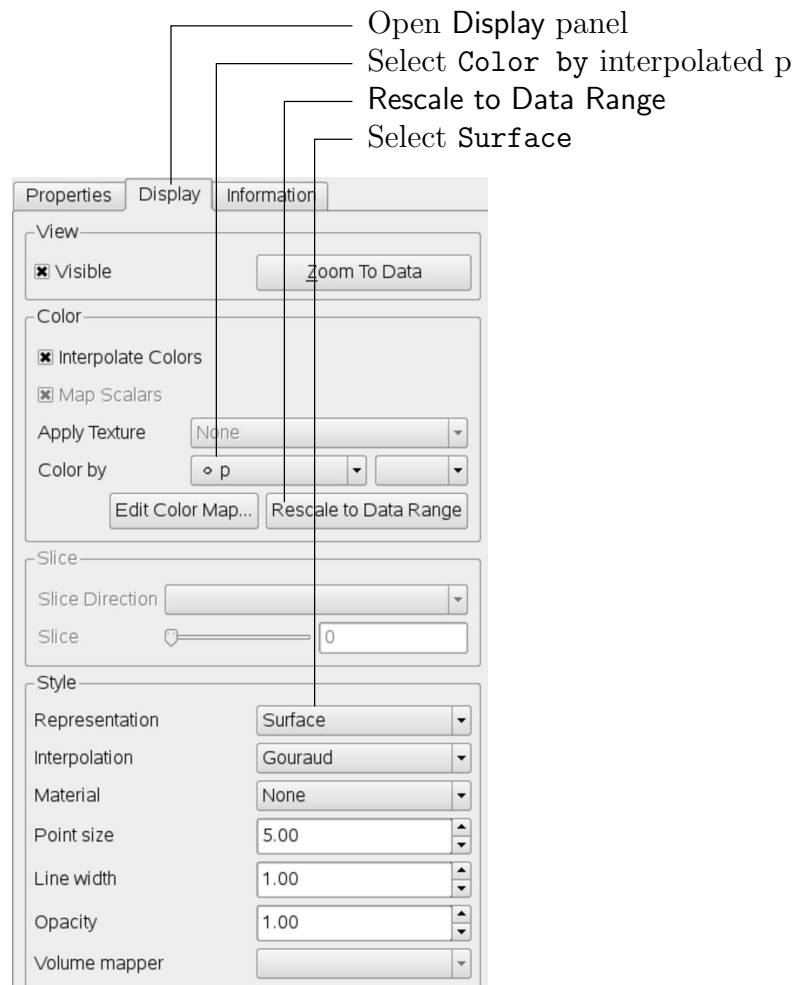 Open Display panel
Select Color by interpolated p
Rescale to Data Range
Select Surface
Properties Display Information
View
Visible Zoom To Data
Color
Interpolate Colors
Map Scalars
Apply Texture None
Color by p
Edit Color Map... Rescale to Data Range
Slice
Slice Direction
Slice 0
Style
Representation Surface
Interpolation Gouraud
Material None
Point size 5.00
Line width 1.00
Opacity 1.00
Volume mapper